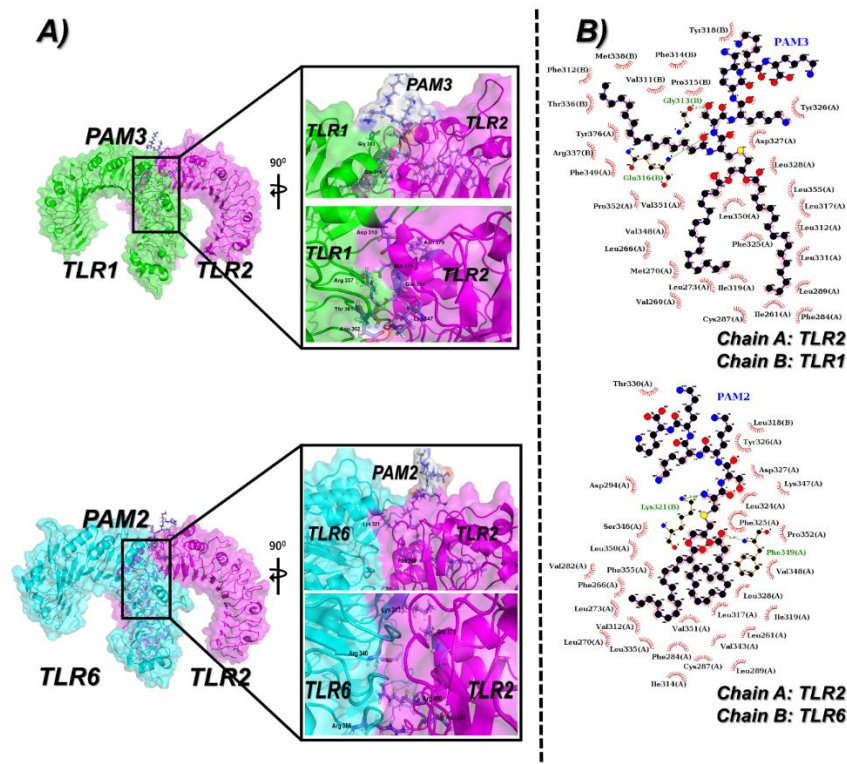 A)
PAM3
TLR1
TLR2
90⁰
PAM3
TLR1
TLR2
Gly 313
TLR1
TLR2
Asp 310
Arg 337
PAM2
TLR6
TLR2
90⁰
PAM2
TLR6
TLR2
Lys 321
TLR6
TLR2
B)
Tyr318(B)
PAM3
Met338(B)
Phe314(B)
Phe312(B)
Val311(B)
Pro315(B)
Gly313(B)
Thr336(B)
Tyr326(A)
Tyr376(A)
Asp327(A)
Arg337(B)
Leu328(A)
Phe349(A)
Gln316(B)
Leu355(A)
Pro352(A)
Val351(A)
Leu350(A)
Leu317(A)
Val348(A)
Leu312(A)
Phe325(A)
Leu266(A)
Leu331(A)
Met270(A)
Leu273(A)
Ile319(A)
Leu289(A)
Val269(A)
Ile261(A)
Cys287(A)
Phe284(A)
Chain A: TLR2
Chain B: TLR1
Thr330(A)
PAM2
Leu318(B)
Tyr326(A)
Asp327(A)
Asp294(A)
Lys347(A)
Lys321(B)
Leu324(A)
Phe325(A)
Ser346(A)
Pro352(A)
Leu350(A)
Phe349(A)
Val282(A)
Phe355(A)
Val348(A)
Phe266(A)
Leu328(A)
Leu273(A)
Leu317(A)
Ile319(A)
Val312(A)
Val351(A)
Leu261(A)
Leu270(A)
Leu335(A)
Val343(A)
Phe284(A)
Cys287(A)
Leu289(A)
Ile314(A)
Chain A: TLR2
Chain B: TLR6